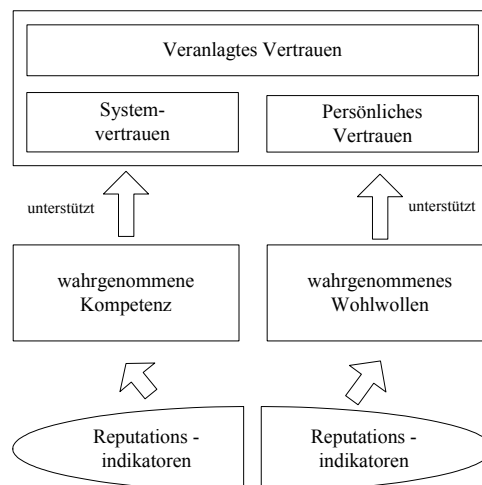 Veranlagtes Vertrauen
System-
vertrauen
Persönliches
Vertrauen
unterstützt
unterstützt
wahrgenommene
Kompetenz
wahrgenommenes
Wohlwollen
Reputations -
indikatoren
Reputations -
indikatoren